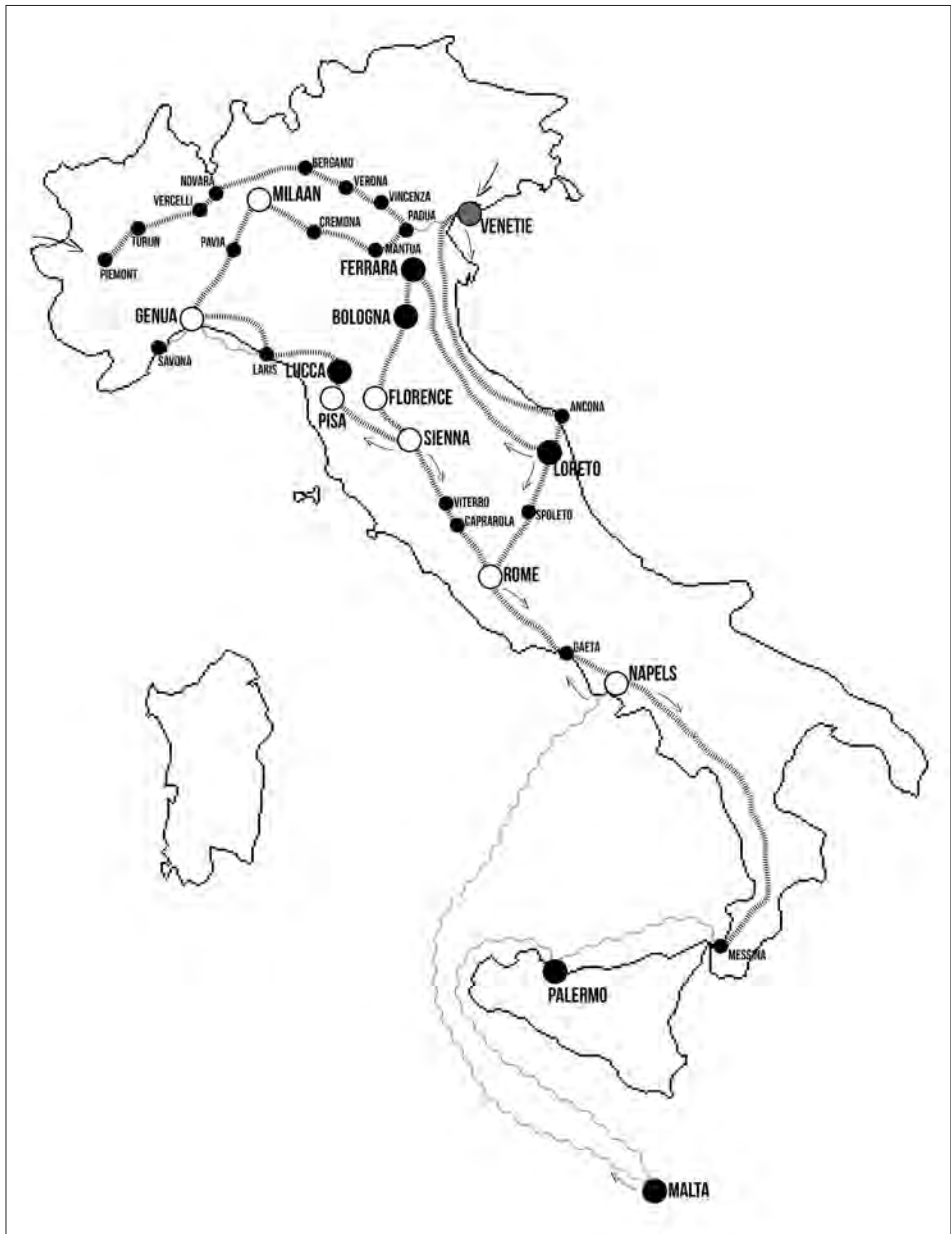 BERGAMO
NOVARA
VERONA
MILAAN
VERCELLI
VINCENZA
PADUA
CREMONA
VENETIE
TURIJN
PAVIA
MANTUA
PIEMONT
FERRARA
GENUA
BOLOGNA
SAVONA
LARIS
LUCCA
FLORENCE
PISA
ANCONA
SIENNA
LORETO
VITERBO
CAPRAROLA
SPOLETO
ROME
GAETA
NAPELS
MESSINA
PALERMO
MALTA